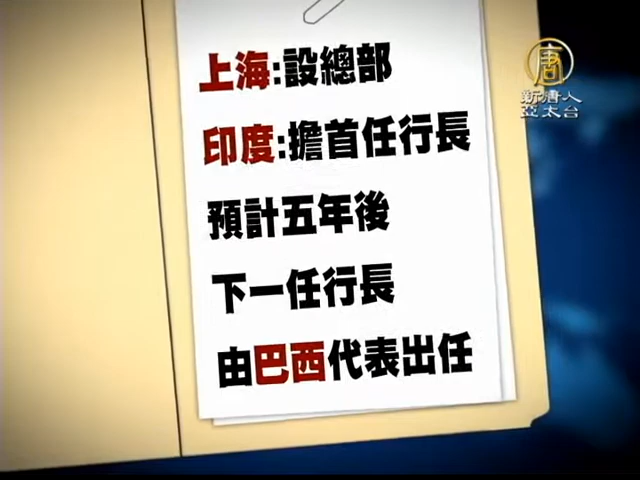 上海:設總部
印度:擔首任行長
預計五年後
下一任行長
由巴西代表出任
唐
新唐人
亞太台